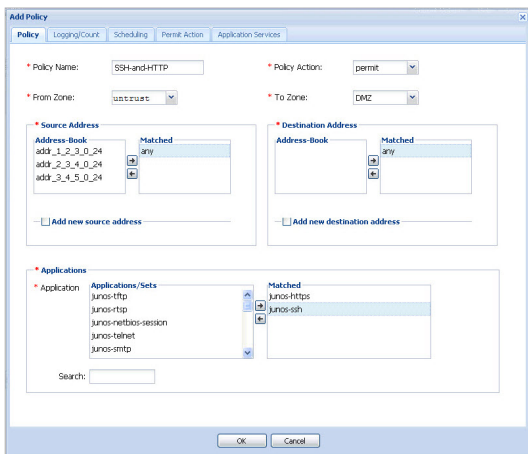 Add Policy
Policy Logging/Count Scheduling Permit Action Application Services
* Policy Name: SSH-and-HTTP * Policy Action: permit
* From Zone: untrust * To Zone: DMZ
* Source Address * Destination Address
Address-Book Matched Address-Book Matched
addr_1_2_3_0_24 any any
addr_2_3_4_0_24
addr_3_4_5_0_24
Add new source address Add new destination address
* Applications
* Application Applications/Sets Matched
junos-tftp junos-https
junos-rtsp junos-ssh
junos-netbios-session
junos-telnet
junos-smtp
Search:
OK Cancel